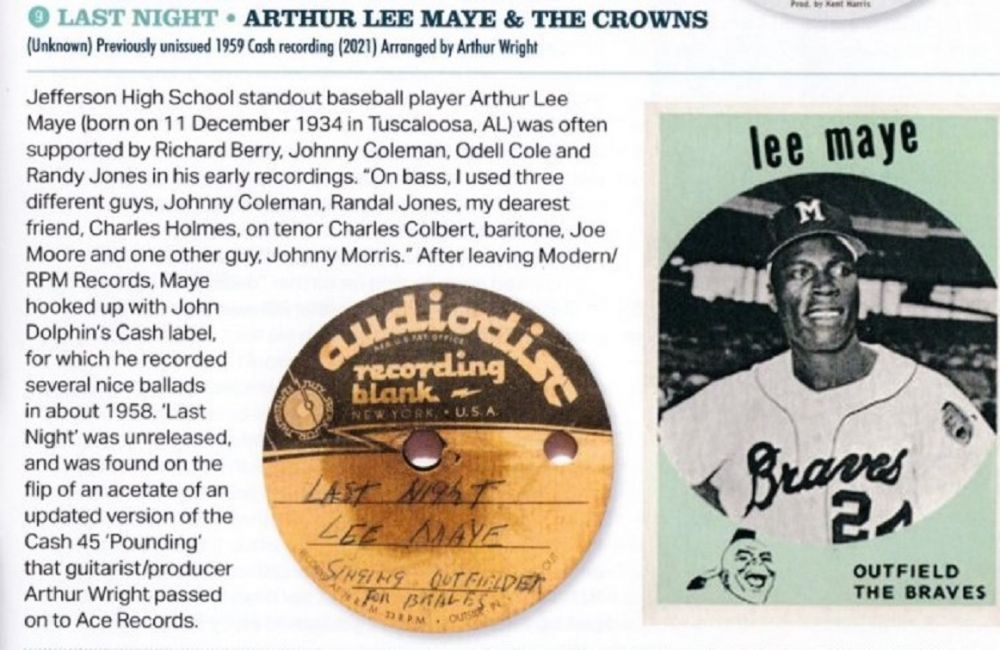 Prod. by Kent Harris
9 LAST NIGHT • ARTHUR LEE MAYE & THE CROWNS
(Unknown) Previously unissued 1959 Cash recording (2021) Arranged by Arthur Wright
Jefferson High School standout baseball player Arthur Lee
Maye (born on 11 December 1934 in Tuscaloosa, AL) was often
supported by Richard Berry, Johnny Coleman, Odell Cole and
Randy Jones in his early recordings. “On bass, I used three
different guys, Johnny Coleman, Randal Jones, my dearest
friend, Charles Holmes, on tenor Charles Colbert, baritone, Joe
Moore and one other guy, Johnny Morris.” After leaving Modern/
RPM Records, Maye
hooked up with John
Dolphin’s Cash label,
for which he recorded
several nice ballads
in about 1958. ‘Last
Night’ was unreleased,
and was found on the
flip of an acetate of an
updated version of the
Cash 45 ‘Pounding’
that guitarist/producer
Arthur Wright passed
on to Ace Records.
audiodisc
REG. U.S. PAT. OFFICE
recording
blank
NEW YORK, • U.S.A.
LAST NIGHT
LEE MAYE
SINGING OUTFIELDER
FOR BRAVES
33 R.P.M.
lee maye
M
Braves
OUTFIELD
THE BRAVES